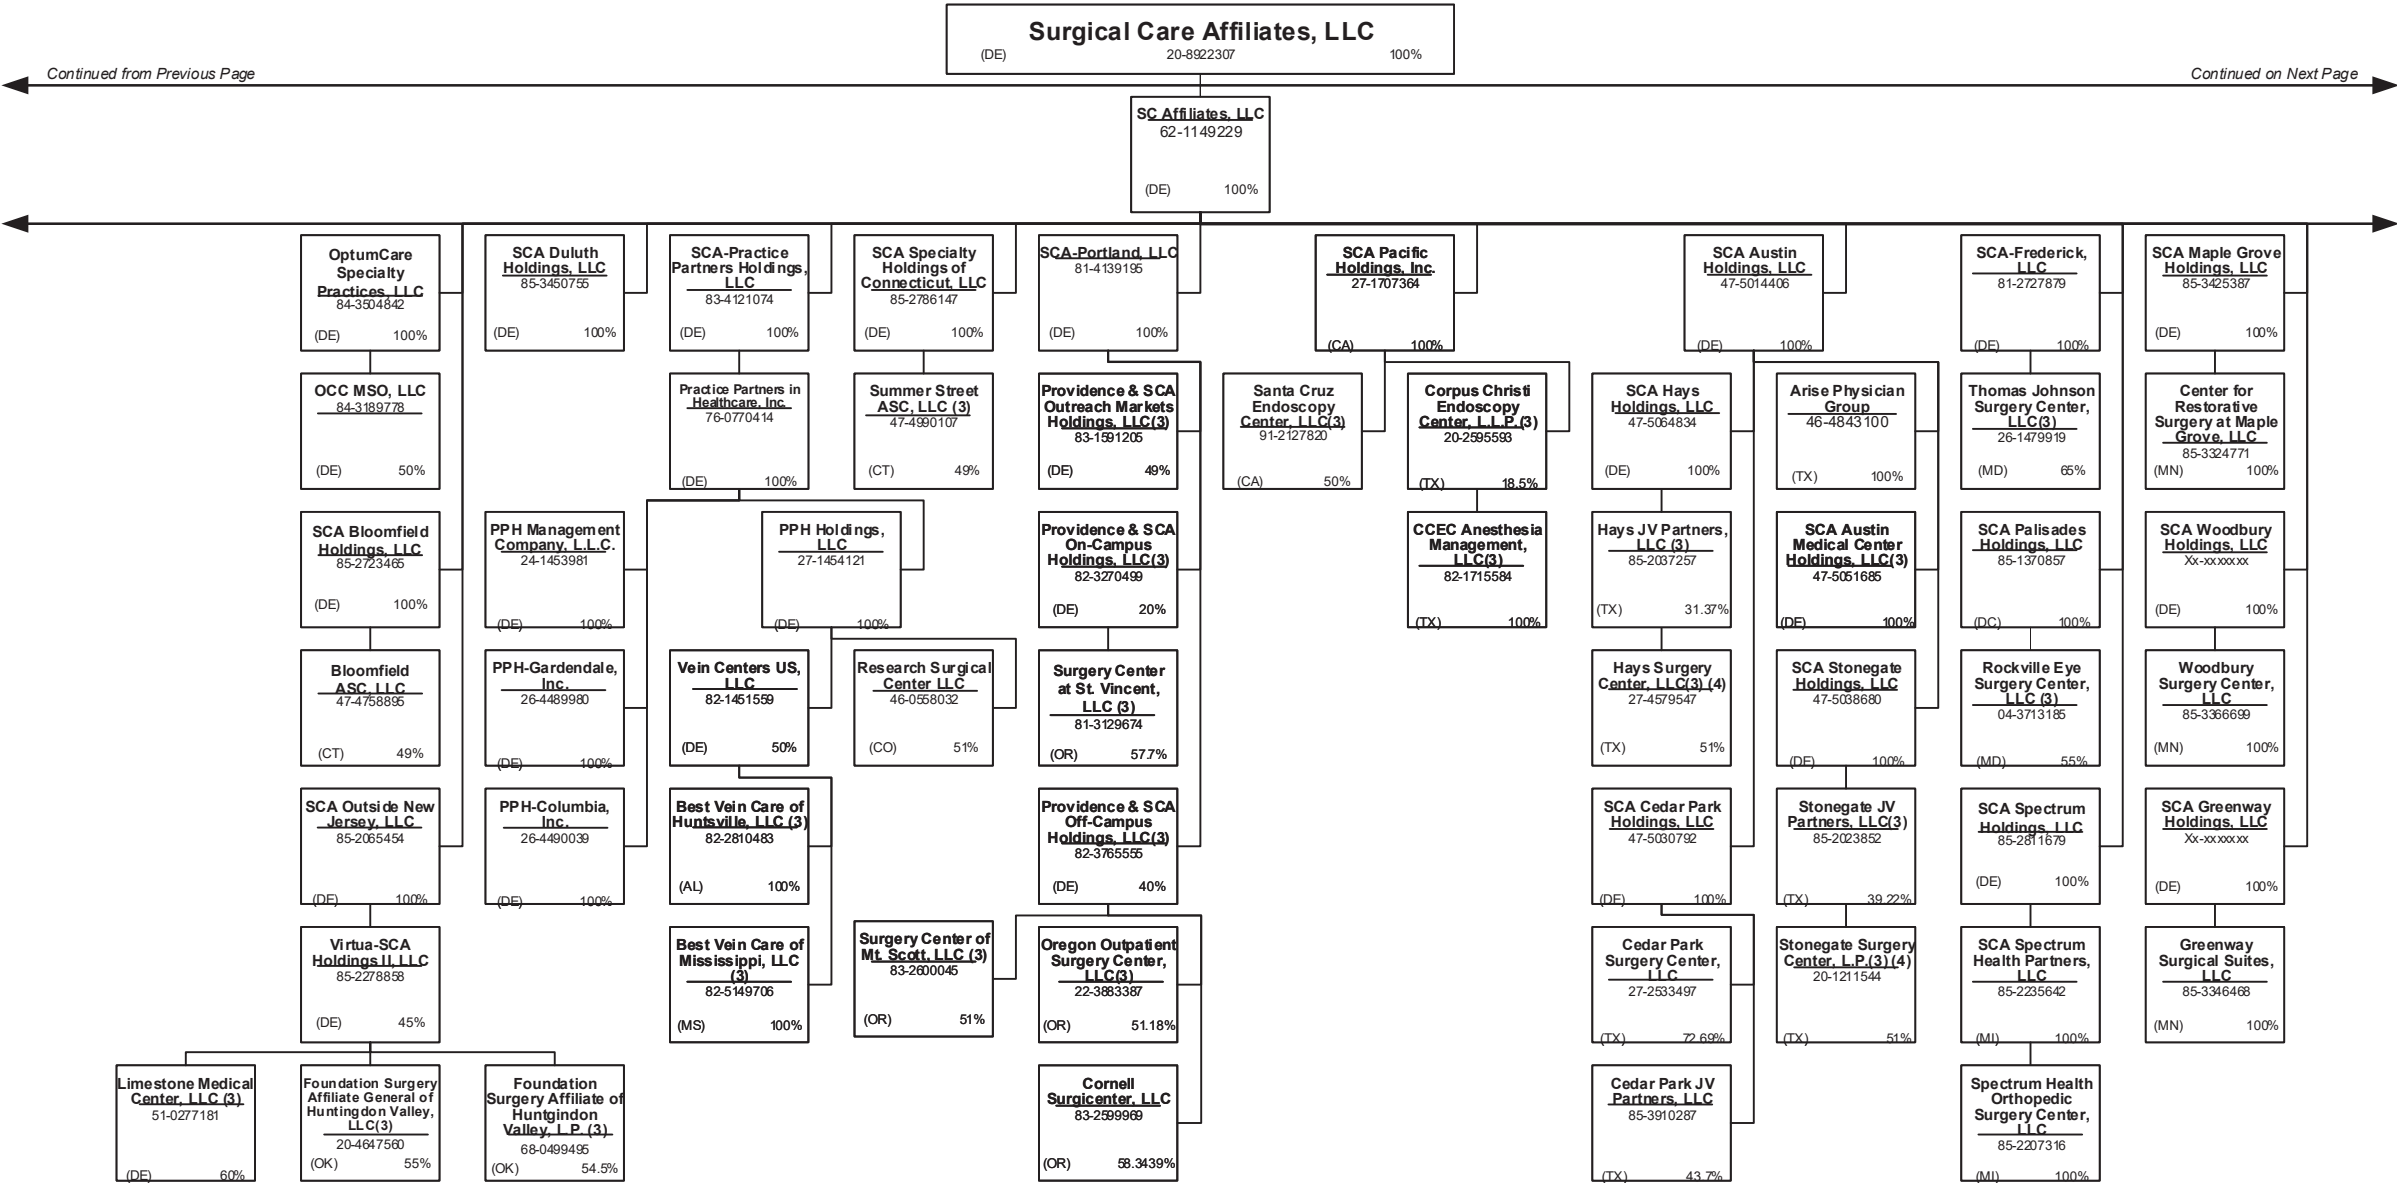 Surgical Care Affiliates, LLC
(DE) 20-8922307 100%
Continued from Previous Page
Continued on Next Page
SC Affiliates, LLC
62-1149229
(DE) 100%
OptumCare
Specialty
Practices, LLC
84-3504842
(DE) 100%
SCA Duluth
Holdings, LLC
85-3450755
(DE) 100%
SCA-Practice
Partners Holdings,
LLC
83-4121074
(DE) 100%
SCA Specialty
Holdings of
Connecticut, LLC
85-2786147
(DE) 100%
SCA-Portland, LLC
81-4139195
(DE) 100%
SCA Pacific
Holdings, Inc.
27-1707364
(CA) 100%
SCA Austin
Holdings, LLC
47-5014406
(DE) 100%
SCA-Frederick,
LLC
81-2727879
(DE) 100%
SCA Maple Grove
Holdings, LLC
85-3425387
(DE) 100%
OCC MSO, LLC
84-3189778
(DE) 50%
Practice Partners in
Healthcare, Inc.
76-0770414
(DE) 100%
Summer Street
ASC, LLC (3)
47-4990107
(CT) 49%
Providence & SCA
Outreach Markets
Holdings, LLC(3)
83-1591205
(DE) 49%
Santa Cruz
Endoscopy
Center, LLC(3)
91-2127820
(CA) 50%
Corpus Christi
Endoscopy
Center, L.L.P.(3)
20-2595593
(TX) 18.5%
SCA Hays
Holdings, LLC
47-5064834
(DE) 100%
Arise Physician
Group
46-4843100
(TX) 100%
Thomas Johnson
Surgery Center,
LLC(3)
26-1479919
(MD) 65%
Center for
Restorative
Surgery at Maple
Grove, LLC
85-3324771
(MN) 100%
SCA Bloomfield
Holdings, LLC
85-2723465
(DE) 100%
PPH Management
Company, L.L.C.
24-1453981
(DE) 100%
PPH Holdings,
LLC
27-1454121
(DE) 100%
Providence & SCA
On-Campus
Holdings, LLC(3)
82-3270499
(DE) 20%
CCEC Anesthesia
Management,
LLC(3)
82-1715584
(TX) 100%
Hays JV Partners,
LLC (3)
85-2037257
(TX) 31.37%
SCA Austin
Medical Center
Holdings, LLC(3)
47-5051685
(DE) 100%
SCA Palisades
Holdings, LLC
85-1370857
(DC) 100%
SCA Woodbury
Holdings, LLC
Xx-xxxxxxx
(DE) 100%
Bloomfield
ASC, LLC
47-4758895
(CT) 49%
PPH-Gardendale,
Inc.
26-4489980
(DE) 100%
Vein Centers US,
LLC
82-1451559
(DE) 50%
Research Surgical
Center LLC
46-0558032
(CO) 51%
Surgery Center
at St. Vincent,
LLC (3)
81-3129674
(OR) 57.7%
Hays Surgery
Center, LLC(3) (4)
27-4579547
(TX) 51%
SCA Stonegate
Holdings, LLC
47-5038680
(DE) 100%
Rockville Eye
Surgery Center,
LLC (3)
04-3713185
(MD) 55%
Woodbury
Surgery Center,
LLC
85-3366699
(MN) 100%
SCA Outside New
Jersey, LLC
85-2065454
(DE) 100%
PPH-Columbia,
Inc.
26-4490039
(DE) 100%
Best Vein Care of
Huntsville, LLC (3)
82-2810483
(AL) 100%
Providence & SCA
Off-Campus
Holdings, LLC(3)
82-3765555
(DE) 40%
SCA Cedar Park
Holdings, LLC
47-5030792
(DE) 100%
Stonegate JV
Partners, LLC(3)
85-2023852
(TX) 39.22%
SCA Spectrum
Holdings, LLC
85-2811679
(DE) 100%
SCA Greenway
Holdings, LLC
Xx-xxxxxxx
(DE) 100%
Virtua-SCA
Holdings II, LLC
85-2278858
(DE) 45%
Best Vein Care of
Mississippi, LLC
(3)
82-5149706
(MS) 100%
Surgery Center of
Mt. Scott, LLC (3)
83-2600045
(OR) 51%
Oregon Outpatient
Surgery Center,
LLC(3)
22-3883387
(OR) 51.18%
Cedar Park
Surgery Center,
LLC
27-2533497
(TX) 72.69%
Stonegate Surgery
Center, L.P.(3) (4)
20-1211544
(TX) 51%
SCA Spectrum
Health Partners,
LLC
85-2235642
(MI) 100%
Greenway
Surgical Suites,
LLC
85-3346468
(MN) 100%
Limestone Medical
Center, LLC (3)
51-0277181
(DE) 60%
Foundation Surgery
Affiliate General of
Huntingdon Valley,
LLC(3)
20-4647560
(OK) 55%
Foundation
Surgery Affiliate of
Huntgindon
Valley, L.P. (3)
68-0499495
(OK) 54.5%
Cornell
Surgicenter, LLC
83-2599969
(OR) 58.3439%
Cedar Park JV
Partners, LLC
85-3910287
(TX) 43.7%
Spectrum Health
Orthopedic
Surgery Center,
LLC
85-2207316
(MI) 100%